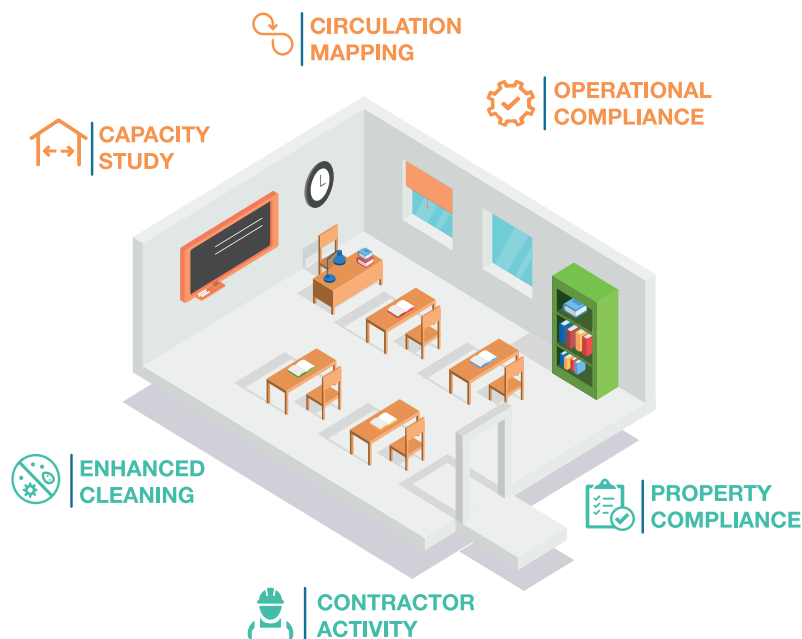 CIRCULATION
MAPPING
OPERATIONAL
COMPLIANCE
CAPACITY
STUDY
ENHANCED
CLEANING
PROPERTY
COMPLIANCE
CONTRACTOR
ACTIVITY